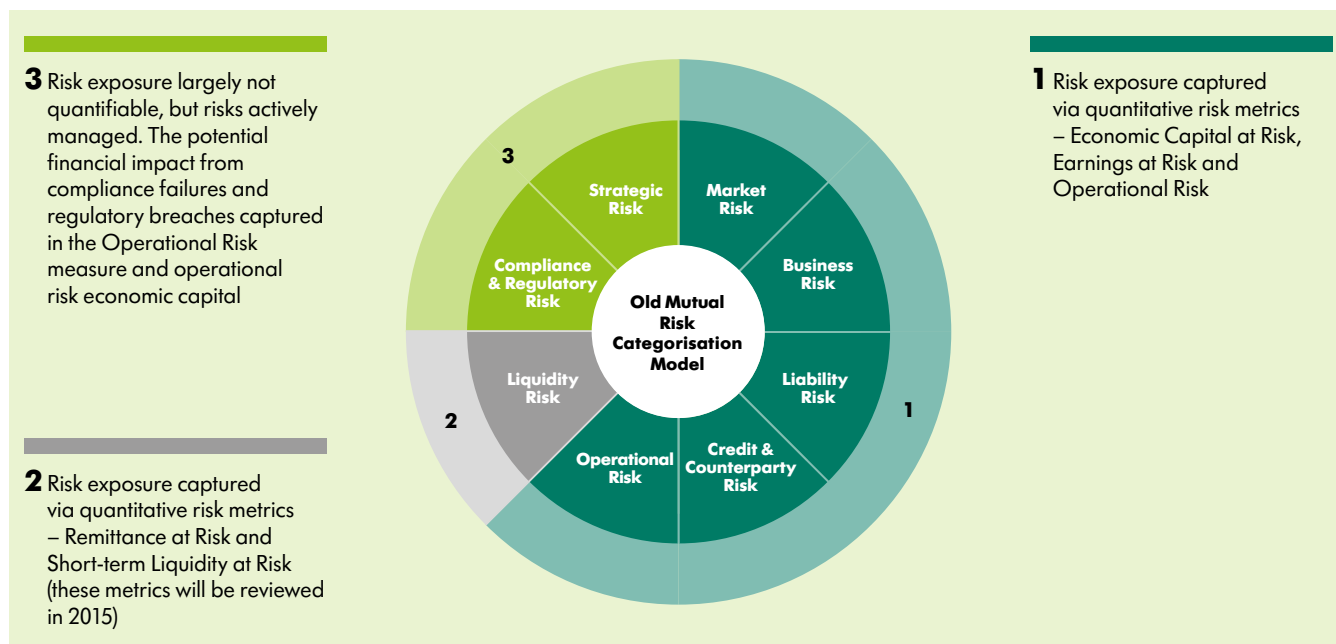 3 Risk exposure largely not
quantifiable, but risks actively
managed. The potential
financial impact from
compliance failures and
regulatory breaches captured
in the Operational Risk
measure and operational
risk economic capital
2 Risk exposure captured
via quantitative risk metrics
– Remittance at Risk and
Short-term Liquidity at Risk
(these metrics will be reviewed
in 2015)
3
Strategic
Risk
Market
Risk
Compliance
& Regulatory
Risk
Business
Risk
Old Mutual
Risk
Categorisation
Model
Liquidity
Risk
Liability
Risk
2
1
Operational
Risk
Credit &
Counterparty
Risk
1 Risk exposure captured
via quantitative risk metrics
– Economic Capital at Risk,
Earnings at Risk and
Operational Risk